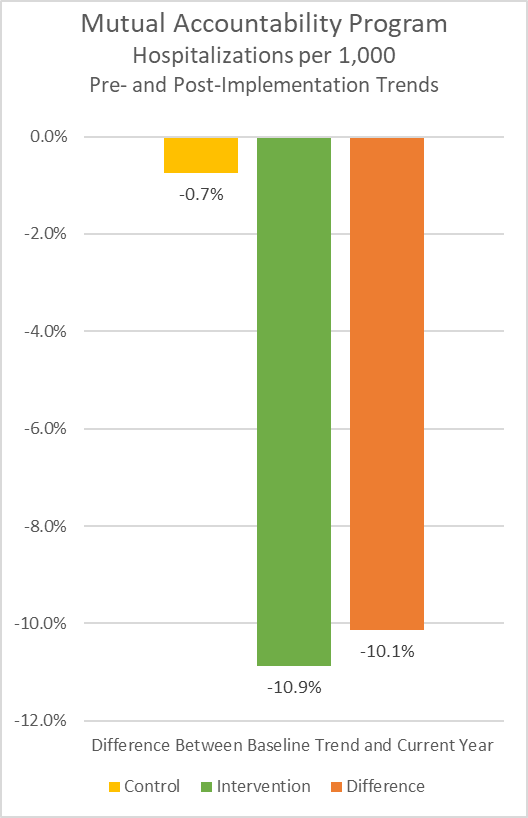 Mutual Accountability Program
Hospitalizations per 1,000
Pre- and Post-Implementation Trends
0.0%
-0.7%
-2.0%
-4.0%
-6.0%
-8.0%
-10.0%
-10.1%
-10.9%
-12.0%
Difference Between Baseline Trend and Current Year
Control Intervention Difference